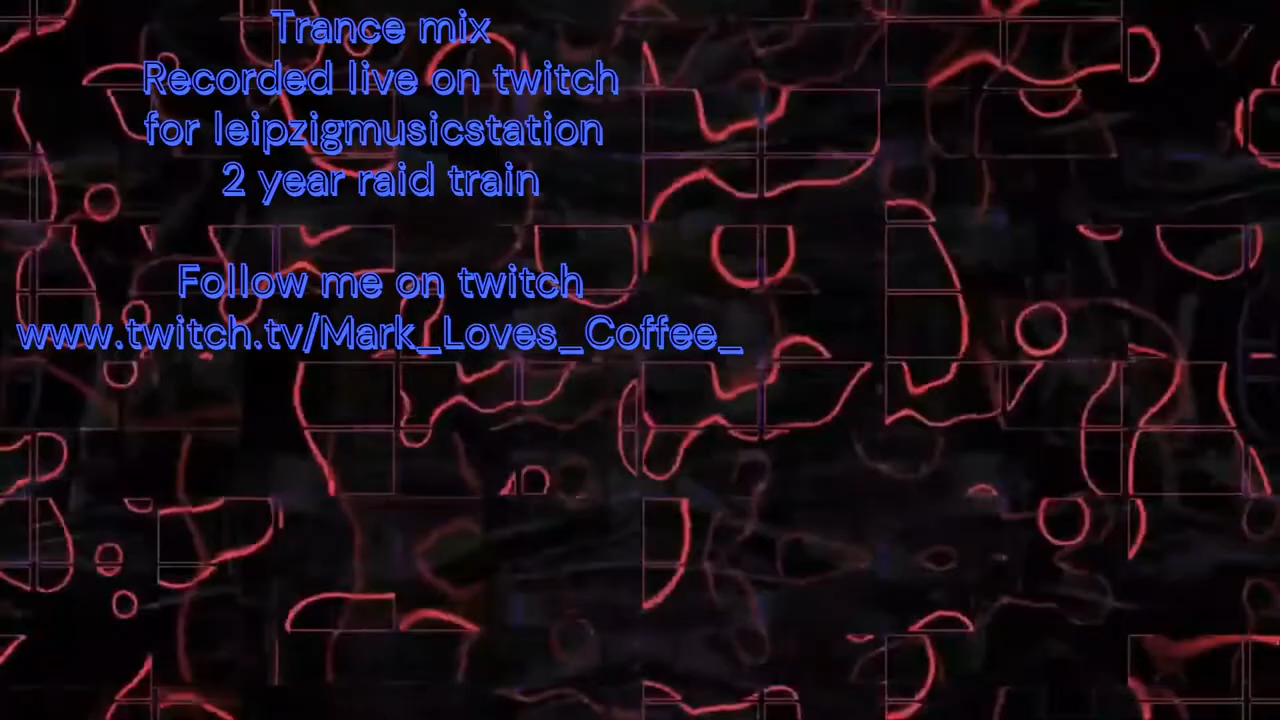 Trance mix
Recorded live on twitch
for leipzigmusicstation
2 year raid train
Follow me on twitch
www.twitch.tv/Mark_Loves_Coffee_